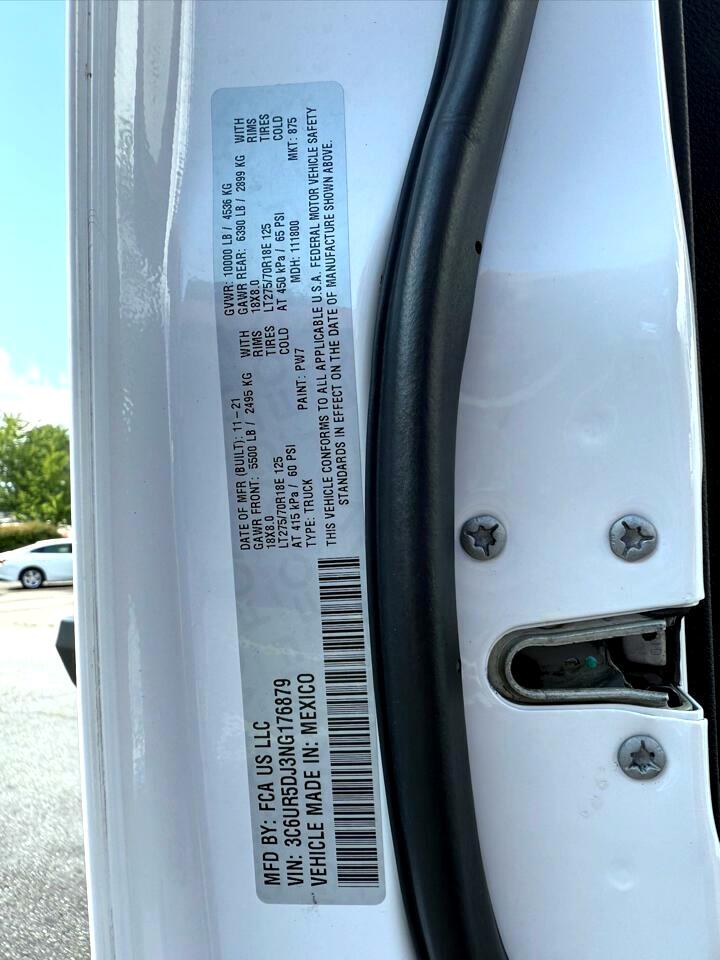 MFD BY: FCA US LLC
VIN: 3C6UR5DJ3NG176879
VEHICLE MADE IN: MEXICO
DATE OF MFR (BUILT): 11-21 GVWR: 10000 LB / 4536 KG
GAWR FRONT: 5500 LB / 2495 KG WITH GAWR REAR: 6390 LB / 2899 KG WITH
18X8.0 RIMS 18X8.0 RIMS
LT275/70R18E 125 TIRES LT275/70R18E 125 TIRES
AT 415 kPa / 60 PSI COLD AT 450 kPa / 65 PSI COLD
TYPE: TRUCK PAINT: PW7 MDH: 111800 MKT: 875
THIS VEHICLE CONFORMS TO ALL APPLICABLE U.S.A. FEDERAL MOTOR VEHICLE SAFETY
STANDARDS IN EFFECT ON THE DATE OF MANUFACTURE SHOWN ABOVE.